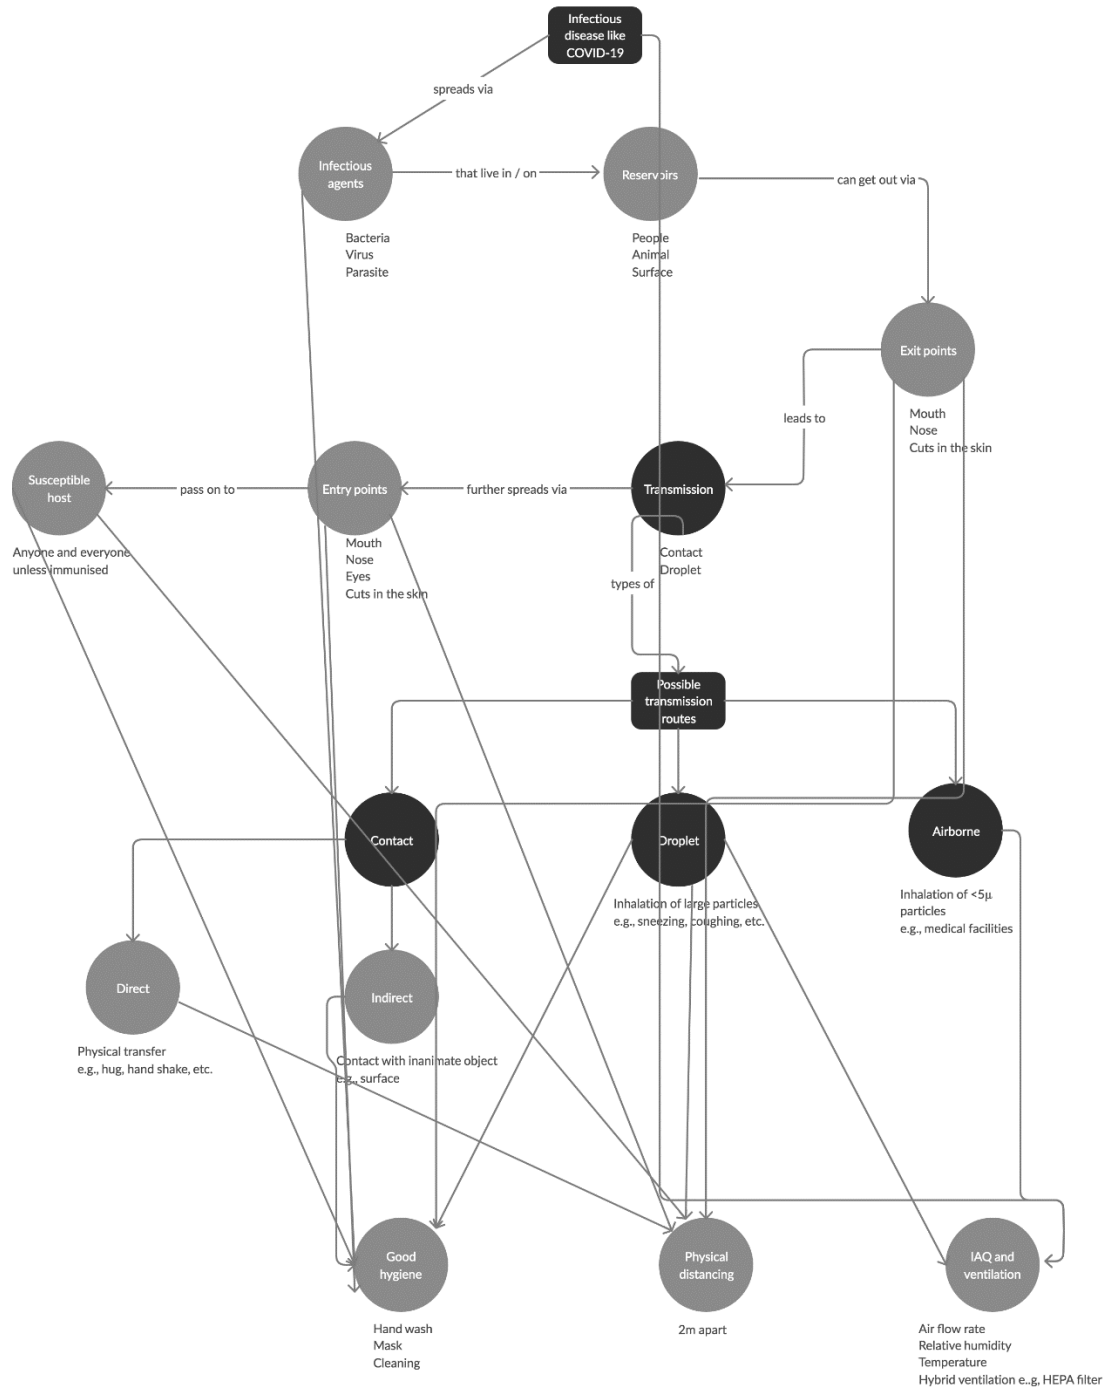 Infectious
disease like
COVID-19
spreads via
Infectious
agents
that live in / on
Reservoirs
can get out via
Bacteria
Virus
Parasite
People
Animal
Surface
Exit points
Mouth
Nose
Cuts in the skin
leads to
Susceptible
host
pass on to
Entry points
further spreads via
Transmission
Anyone and everyone
unless immunised
Mouth
Nose
Eyes
Cuts in the skin
Contact
Droplet
types of
Possible
transmission
routes
Contact
Droplet
Airborne
Inhalation of large particles
e.g., sneezing, coughing, etc.
Inhalation of <5μ
particles
e.g., medical facilities
Direct
Indirect
Physical transfer
e.g., hug, hand shake, etc.
Contact with inanimate object
e.g., surface
Good
hygiene
Physical
distancing
IAQ and
ventilation
Hand wash
Mask
Cleaning
2m apart
Air flow rate
Relative humidity
Temperature
Hybrid ventilation e..g, HEPA filter